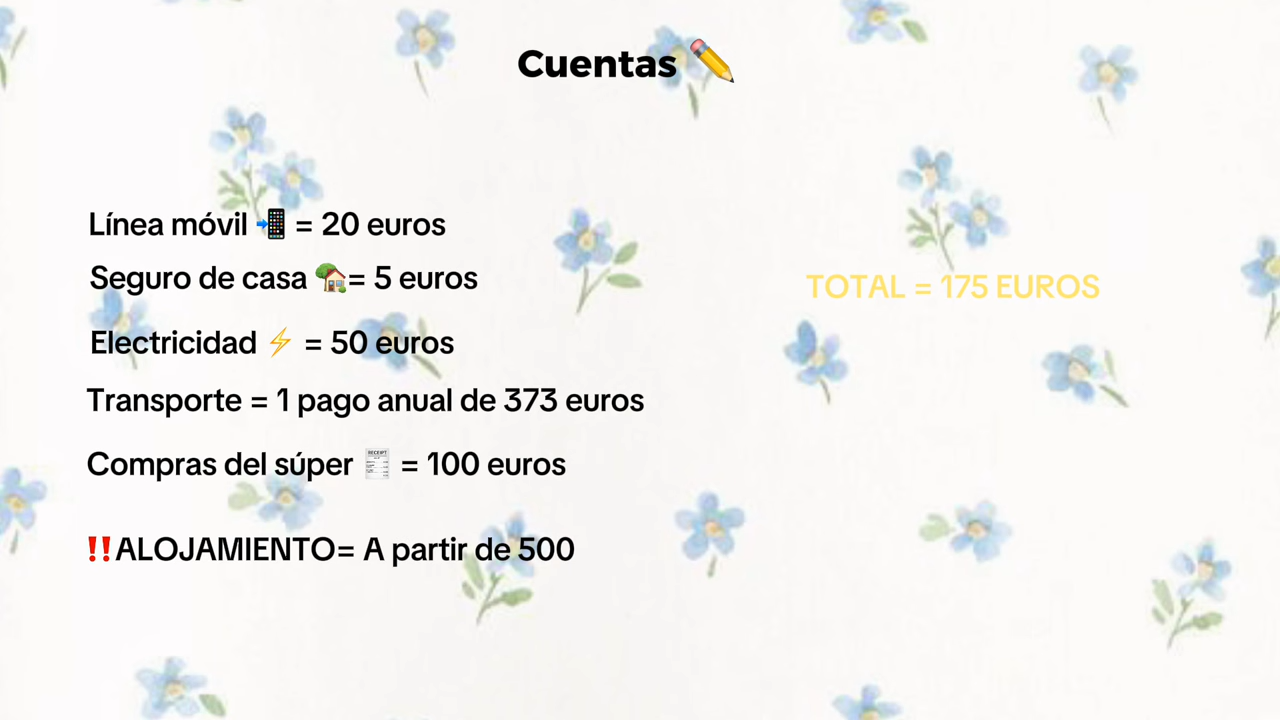 Cuentas ✏️
Línea móvil 📲 = 20 euros
Seguro de casa 🏡= 5 euros
TOTAL = 175 EUROS
Electricidad ⚡ = 50 euros
Transporte = 1 pago anual de 373 euros
Compras del súper 🧾 = 100 euros
‼️ALOJAMIENTO= A partir de 500